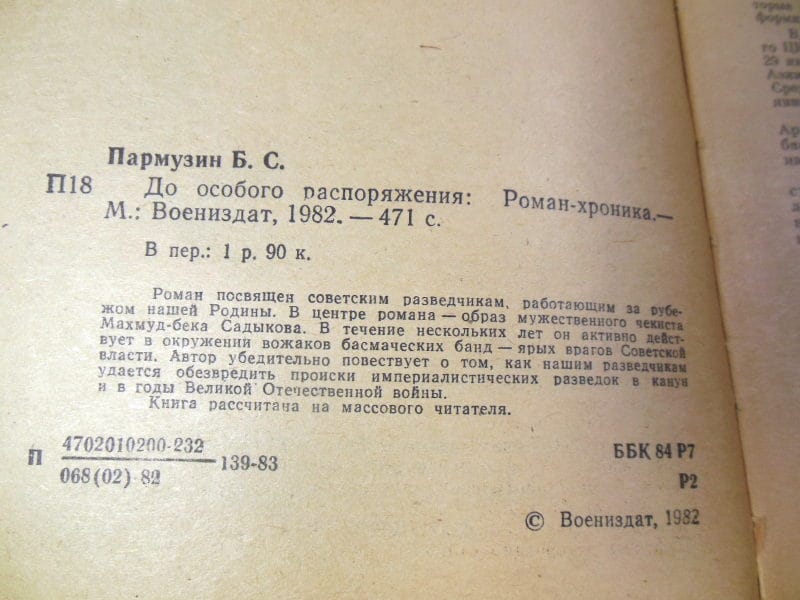 Пармузин Б. С.
П18 До особого распоряжения: Роман-хроника.—
М.: Воениздат, 1982. — 471 с.
В пер.: 1 р. 90 к.
Роман посвящен советским разведчикам, работающим за рубе-
жом нашей Родины. В центре романа — образ мужественного чекиста
Махмуд-бека Садыкова. В течение нескольких лет он активно дейст-
вует в окружении вожаков басмаческих банд — ярых врагов Советской
власти. Автор убедительно повествует о том, как нашим разведчикам
удается обезвредить происки империалистических разведок в канун
и в годы Великой Отечественной войны.
Книга рассчитана на массового читателя.
П 4702010200-232
068(02) 82
139-83
ББК 84 Р7
Р2
© Воениздат, 1982